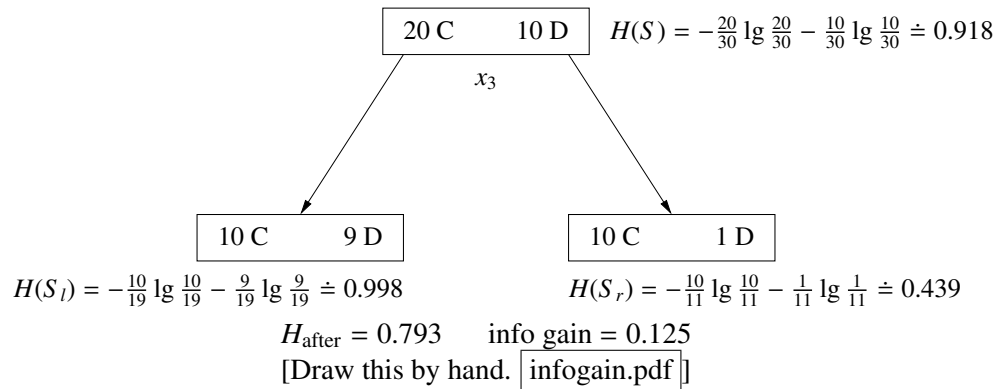 20 C 10 D H(S) = −20/30 lg 20/30 − 10/30 lg 10/30 ≐ 0.918
x₃
10 C 9 D 10 C 1 D
H(Sₗ) = −10/19 lg 10/19 − 9/19 lg 9/19 ≐ 0.998 H(Sᵣ) = −10/11 lg 10/11 − 1/11 lg 1/11 ≐ 0.439
H_after = 0.793 info gain = 0.125
[Draw this by hand. infogain.pdf ]